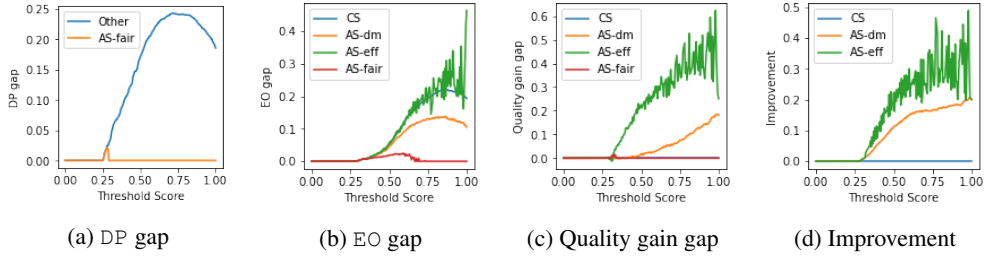 DP gap
0.25
0.20
0.15
0.10
0.05
0.00
Other
AS-fair
0.00 0.25 0.50 0.75 1.00
Threshold Score
(a) DP gap
EO gap
0.4
0.3
0.2
0.1
0.0
CS
AS-dm
AS-eff
AS-fair
0.00 0.25 0.50 0.75 1.00
Threshold Score
(b) EO gap
Quality gain gap
0.6
0.5
0.4
0.3
0.2
0.1
0.0
CS
AS-dm
AS-eff
AS-fair
0.00 0.25 0.50 0.75 1.00
Threshold Score
(c) Quality gain gap
Improvement
0.5
0.4
0.3
0.2
0.1
0.0
CS
AS-dm
AS-eff
0.00 0.25 0.50 0.75 1.00
Threshold Score
(d) Improvement